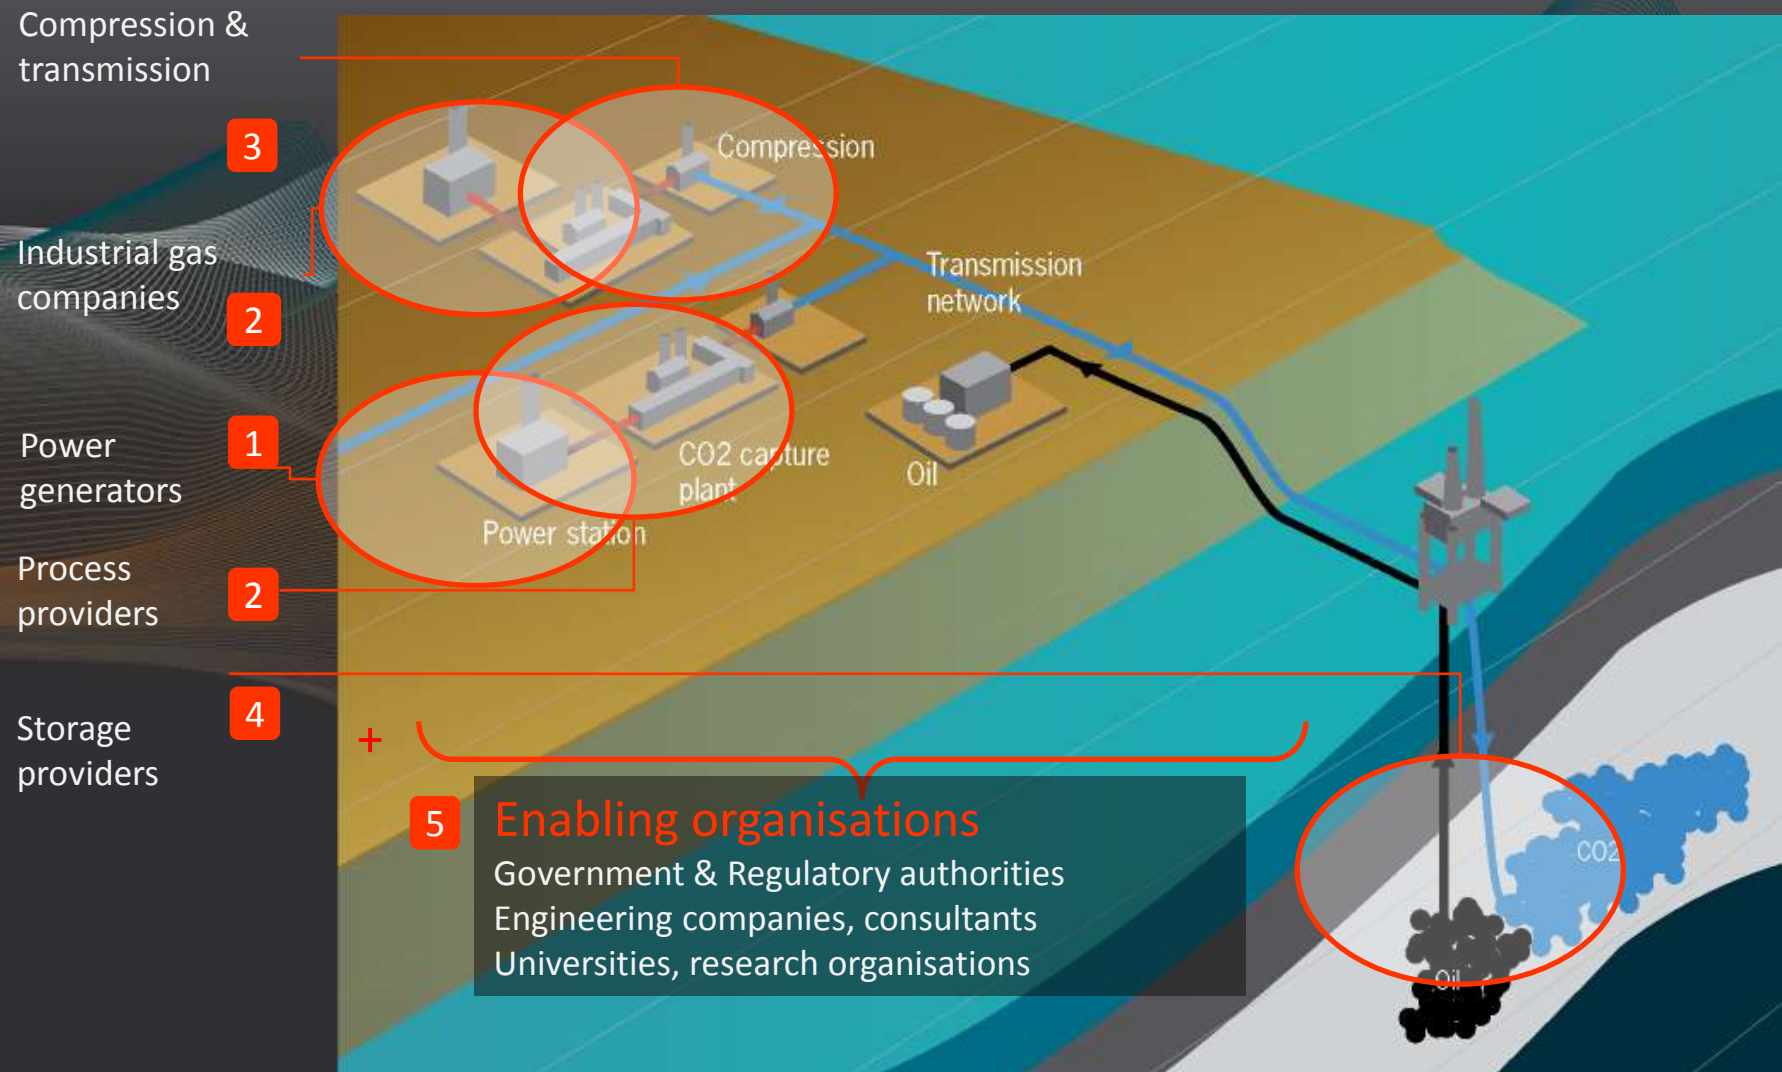 Compression &
transmission
3
Industrial gas
companies
2
Power
generators
1
Process
providers
2
Storage
providers
4
Compression
Transmission
network
CO2 capture
plant
Oil
Power station
+
5
Enabling organisations
Government & Regulatory authorities
Engineering companies, consultants
Universities, research organisations
CO2
Oil